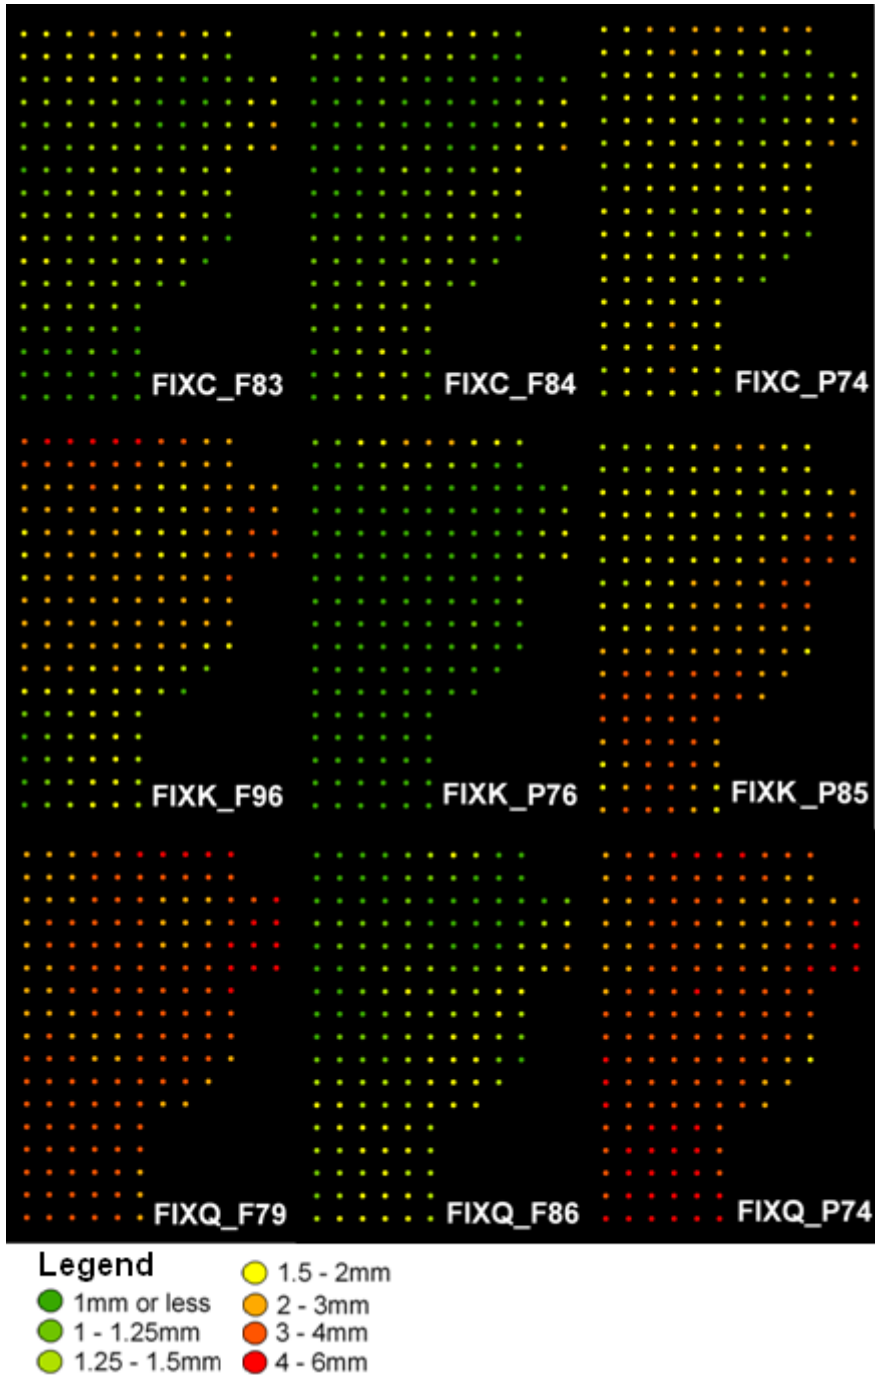 FIXC_F83
FIXC_F84
FIXC_P74
FIXK_F96
FIXK_P76
FIXK_P85
FIXQ_F79
FIXQ_F86
FIXQ_P74
Legend
1mm or less
1 - 1.25mm
1.25 - 1.5mm
1.5 - 2mm
2 - 3mm
3 - 4mm
4 - 6mm